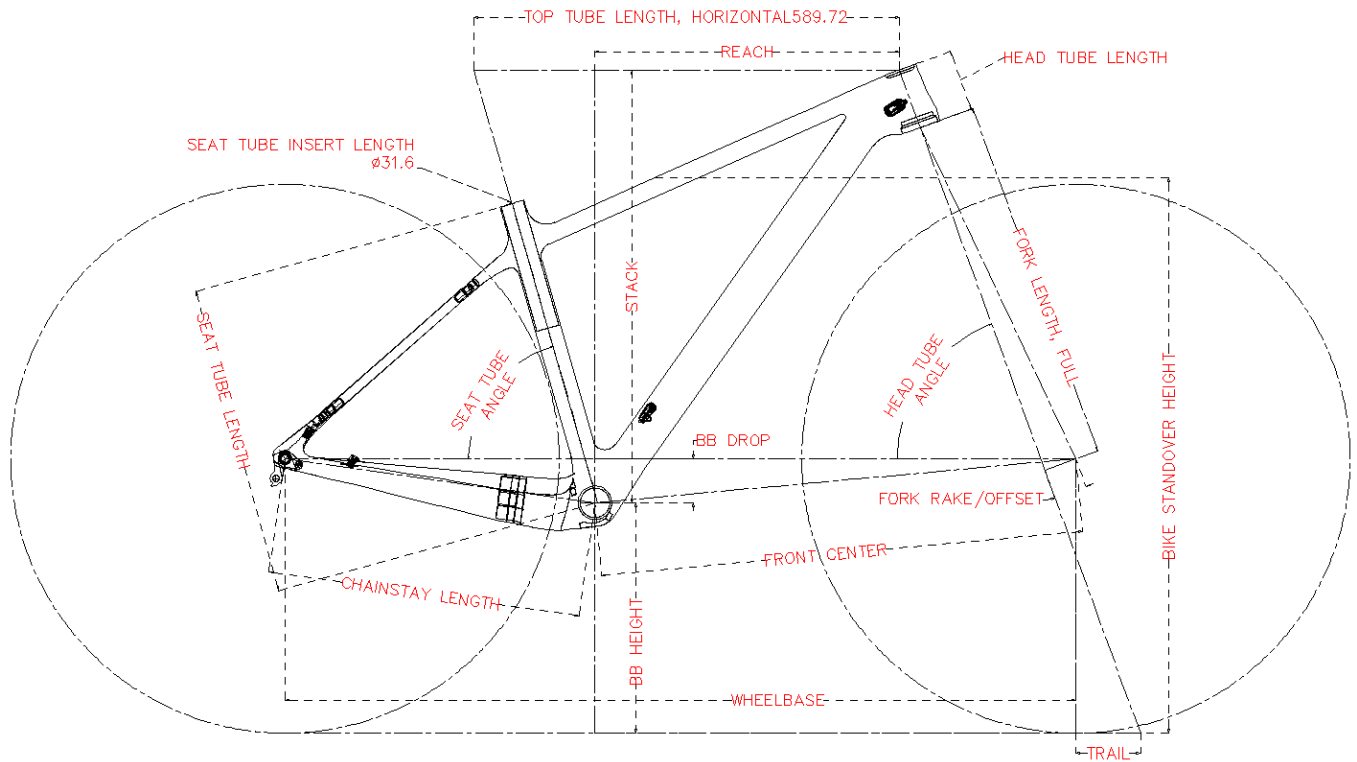 TOP TUBE LENGTH, HORIZONTAL589.72
REACH
HEAD TUBE LENGTH
SEAT TUBE INSERT LENGTH
ø31.6
STACK
FORK LENGTH, FULL
SEAT TUBE LENGTH
SEAT TUBE
ANGLE
HEAD TUBE
ANGLE
BB DROP
BIKE STANDOVER HEIGHT
FORK RAKE/OFFSET
FRONT CENTER
CHAINSTAY LENGTH
BB HEIGHT
WHEELBASE
TRAIL